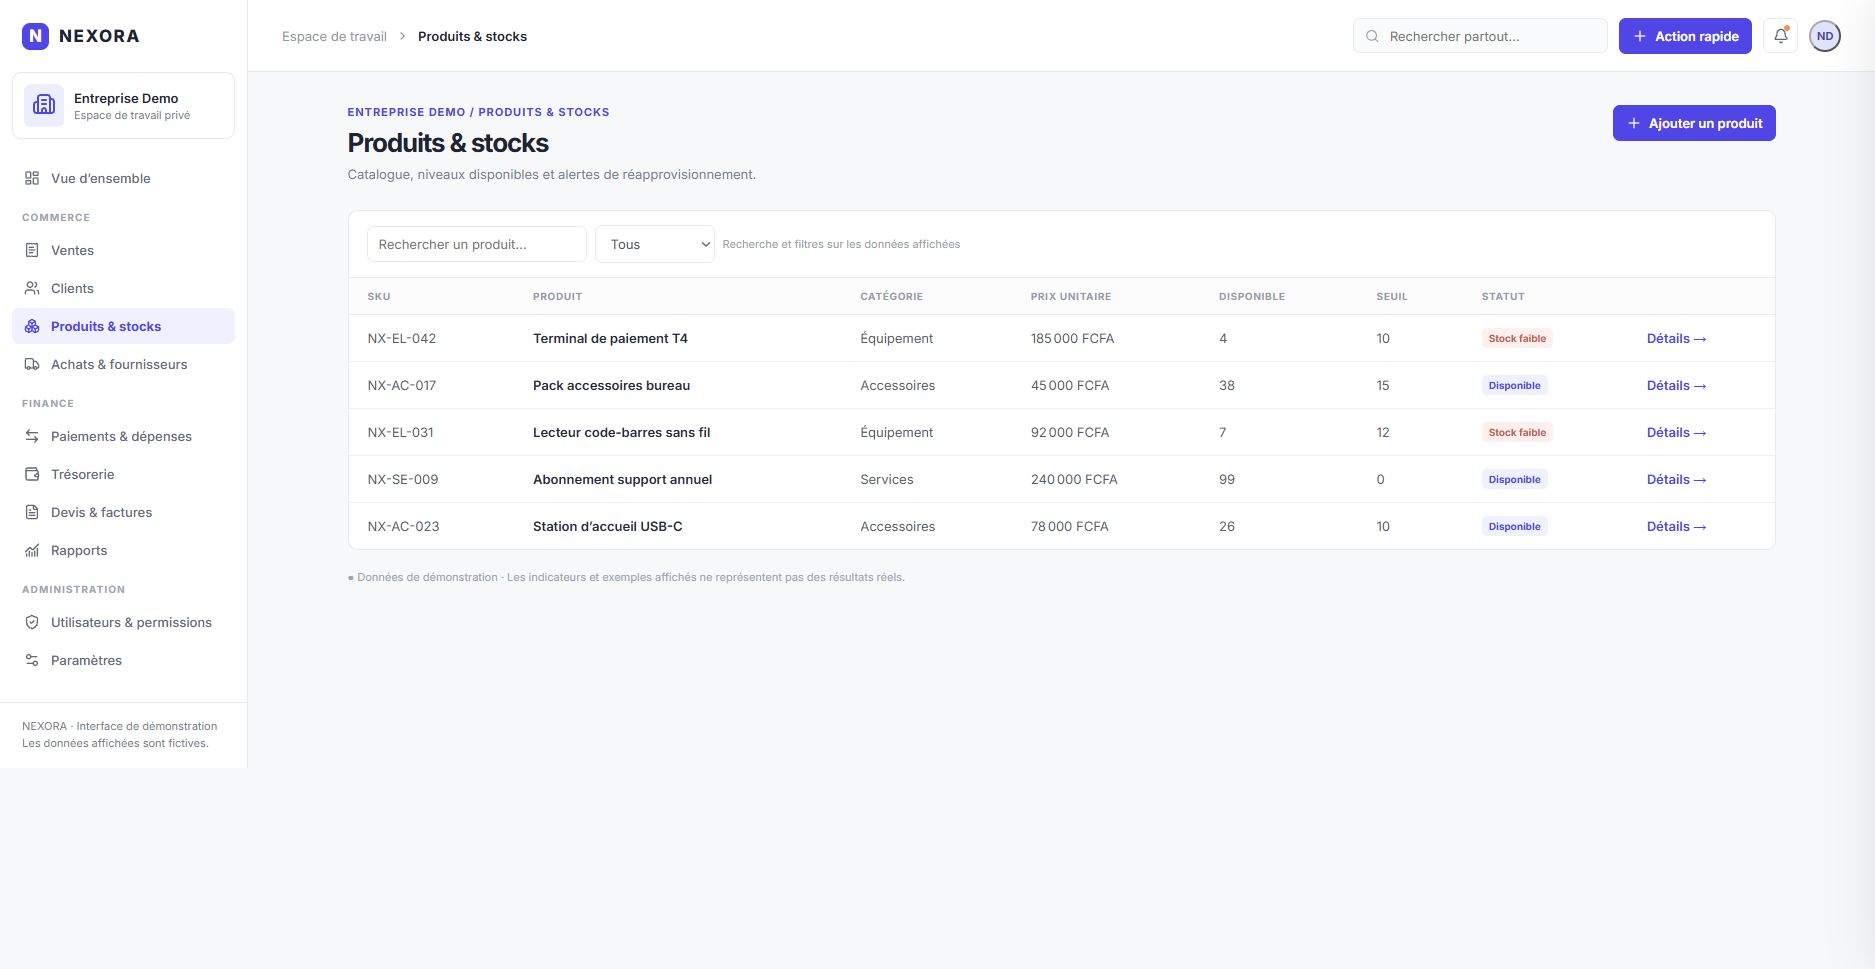 N NEXORA
Entreprise Demo
Espace de travail privé
Vue d’ensemble
COMMERCE
Ventes
Clients
Produits & stocks
Achats & fournisseurs
FINANCE
Paiements & dépenses
Trésorerie
Devis & factures
Rapports
ADMINISTRATION
Utilisateurs & permissions
Paramètres
NEXORA · Interface de démonstration
Les données affichées sont fictives.
Espace de travail > Produits & stocks
Rechercher partout...
+ Action rapide
ND
ENTREPRISE DEMO / PRODUITS & STOCKS
Produits & stocks
Catalogue, niveaux disponibles et alertes de réapprovisionnement.
+ Ajouter un produit
Rechercher un produit... Tous Recherche et filtres sur les données affichées
SKU PRODUIT CATÉGORIE PRIX UNITAIRE DISPONIBLE SEUIL STATUT
NX-EL-042 Terminal de paiement T4 Équipement 185 000 FCFA 4 10 Stock faible Détails →
NX-AC-017 Pack accessoires bureau Accessoires 45 000 FCFA 38 15 Disponible Détails →
NX-EL-031 Lecteur code-barres sans fil Équipement 92 000 FCFA 7 12 Stock faible Détails →
NX-SE-009 Abonnement support annuel Services 240 000 FCFA 99 0 Disponible Détails →
NX-AC-023 Station d’accueil USB-C Accessoires 78 000 FCFA 26 10 Disponible Détails →
● Données de démonstration · Les indicateurs et exemples affichés ne représentent pas des résultats réels.